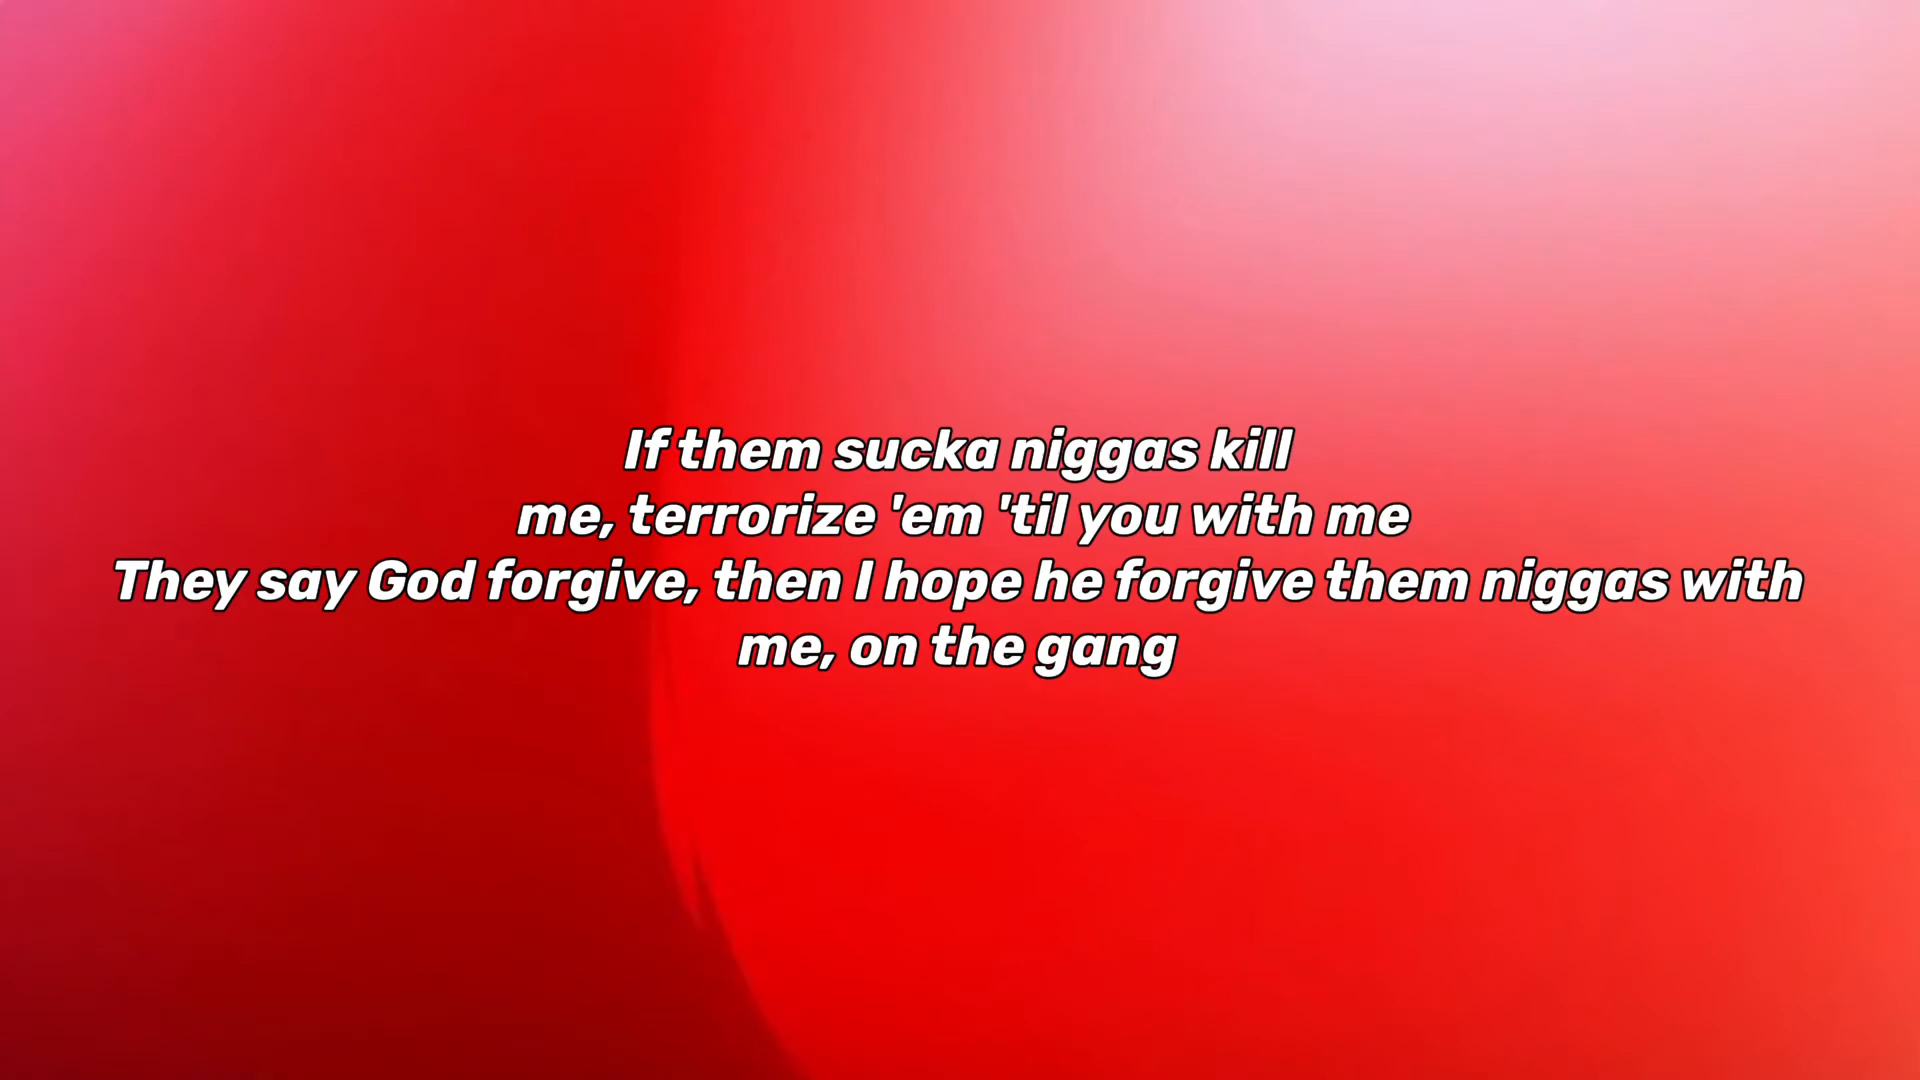 If them sucka niggas kill
me, terrorize 'em 'til you with me
They say God forgive, then I hope he forgive them niggas with
me, on the gang